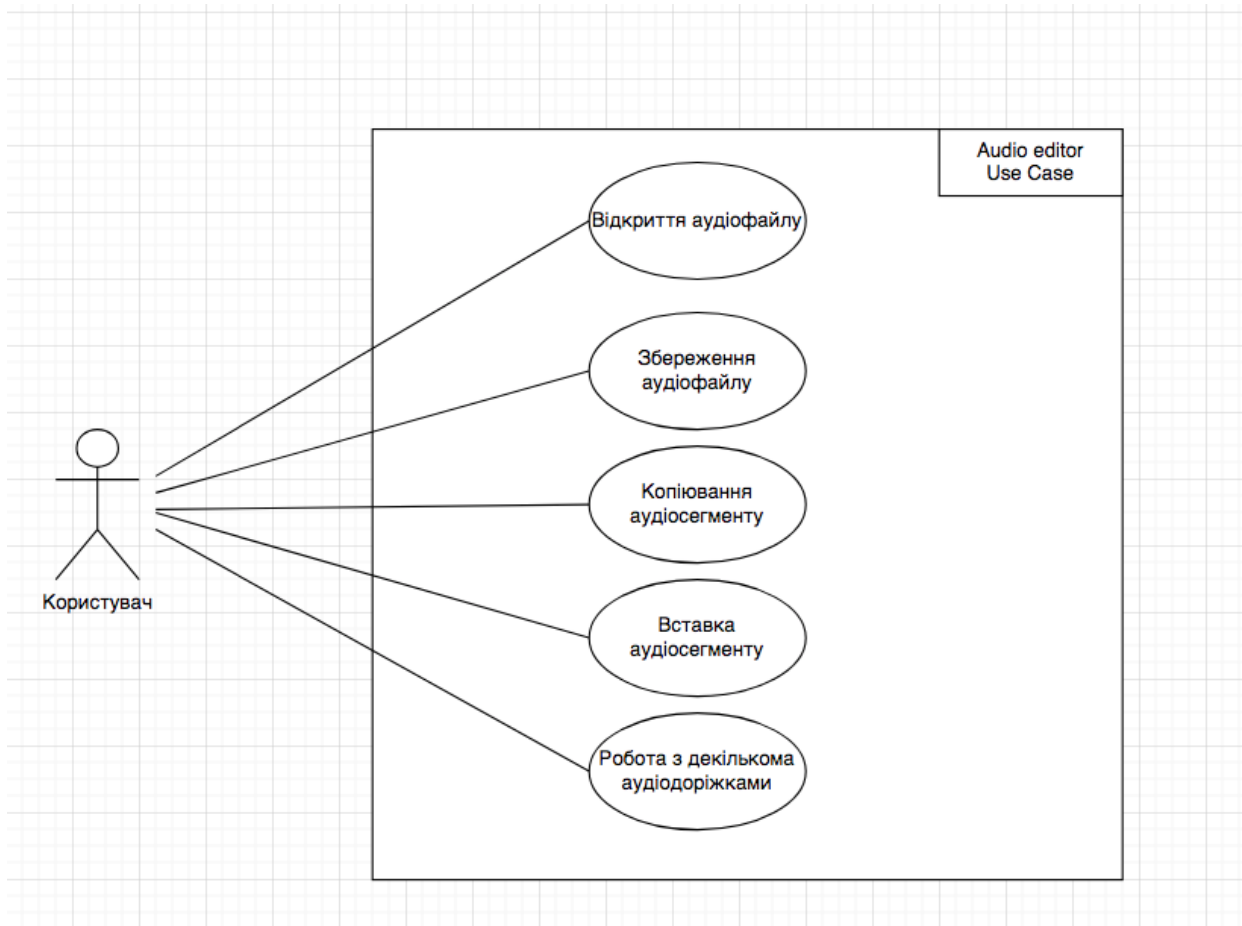 Audio editor
Use Case
Відкриття аудіофайлу
Збереження
аудіофайлу
Копіювання
аудіосегменту
Вставка
аудіосегменту
Робота з декількома
аудіодоріжками
Користувач